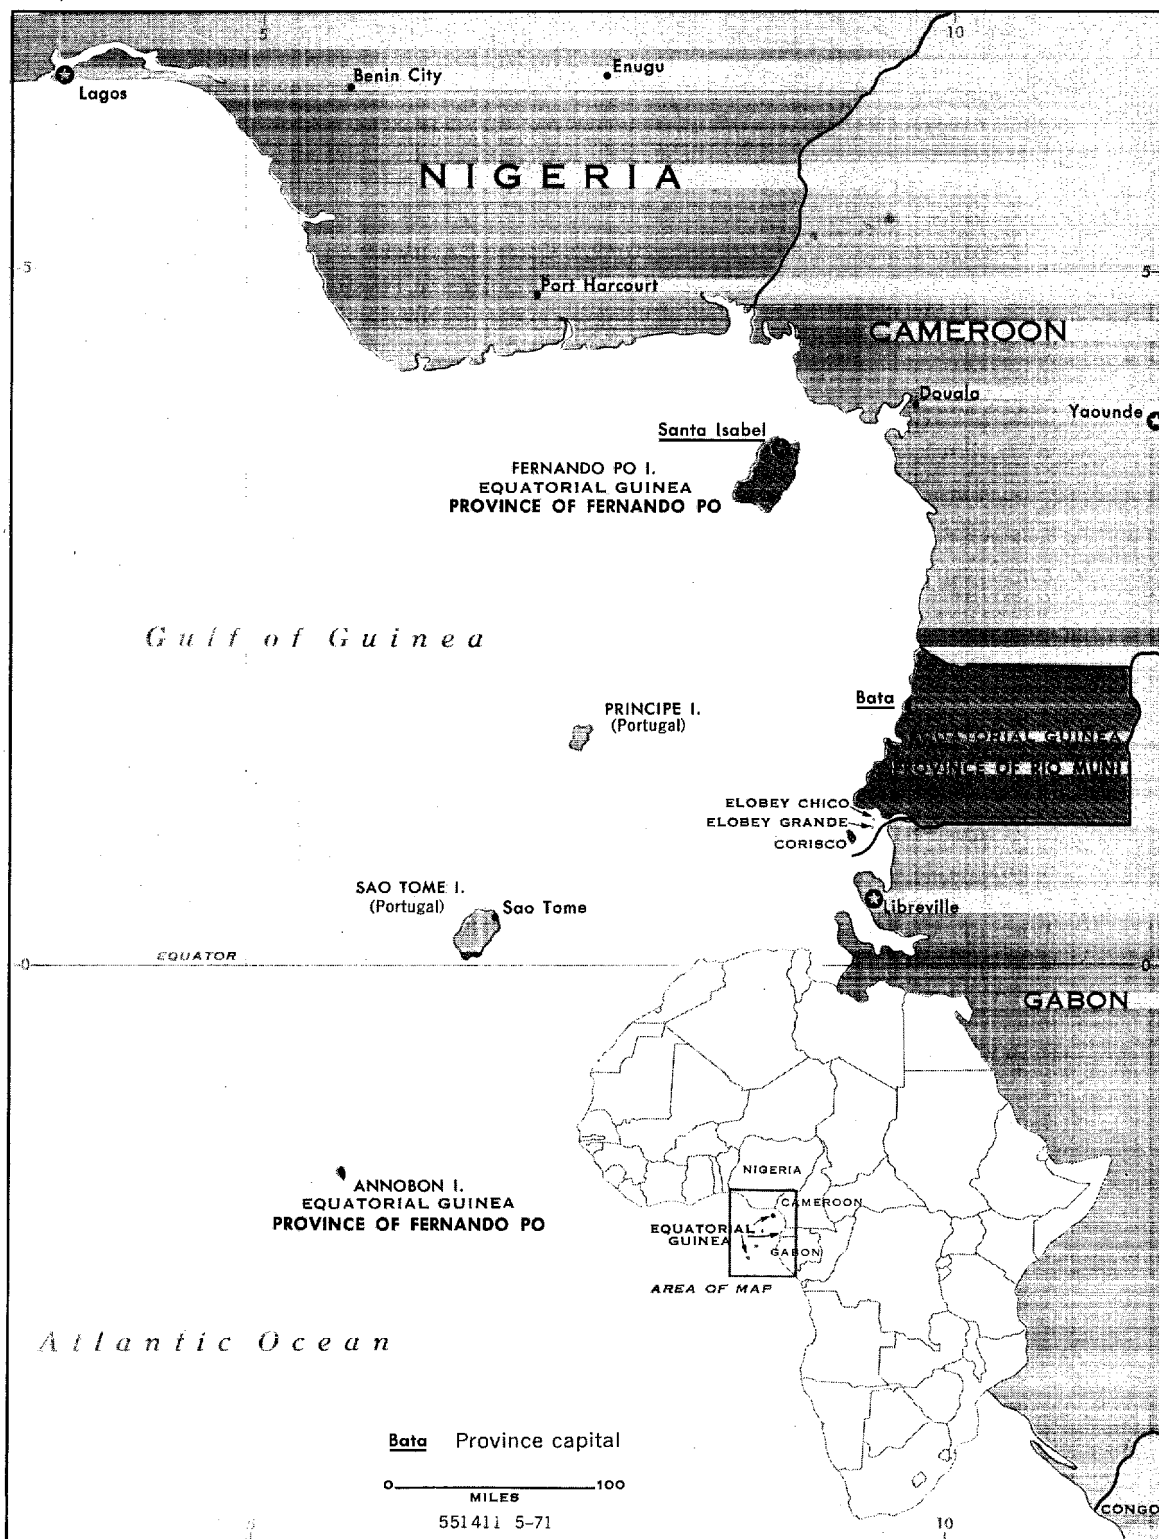 5
10
Lagos
Benin City
Enugu
NIGERIA
5
5
Port Harcourt
CAMEROON
Douala
Yaounde
Santa Isabel
FERNANDO PO I.
EQUATORIAL GUINEA
PROVINCE OF FERNANDO PO
Gulf of Guinea
Bata
PRINCIPE I.
(Portugal)
EQUATORIAL GUINEA
PROVINCE OF RIO MUNI
ELOBEY CHICO
ELOBEY GRANDE
CORISCO
SAO TOME I.
(Portugal)
Sao Tome
Libreville
EQUATOR
0
0
GABON
NIGERIA
CAMEROON
EQUATORIAL
GUINEA
GABON
AREA OF MAP
ANNOBON I.
EQUATORIAL GUINEA
PROVINCE OF FERNANDO PO
Atlantic Ocean
Bata Province capital
0 100
MILES
551411 5-71
5
10
CONGO